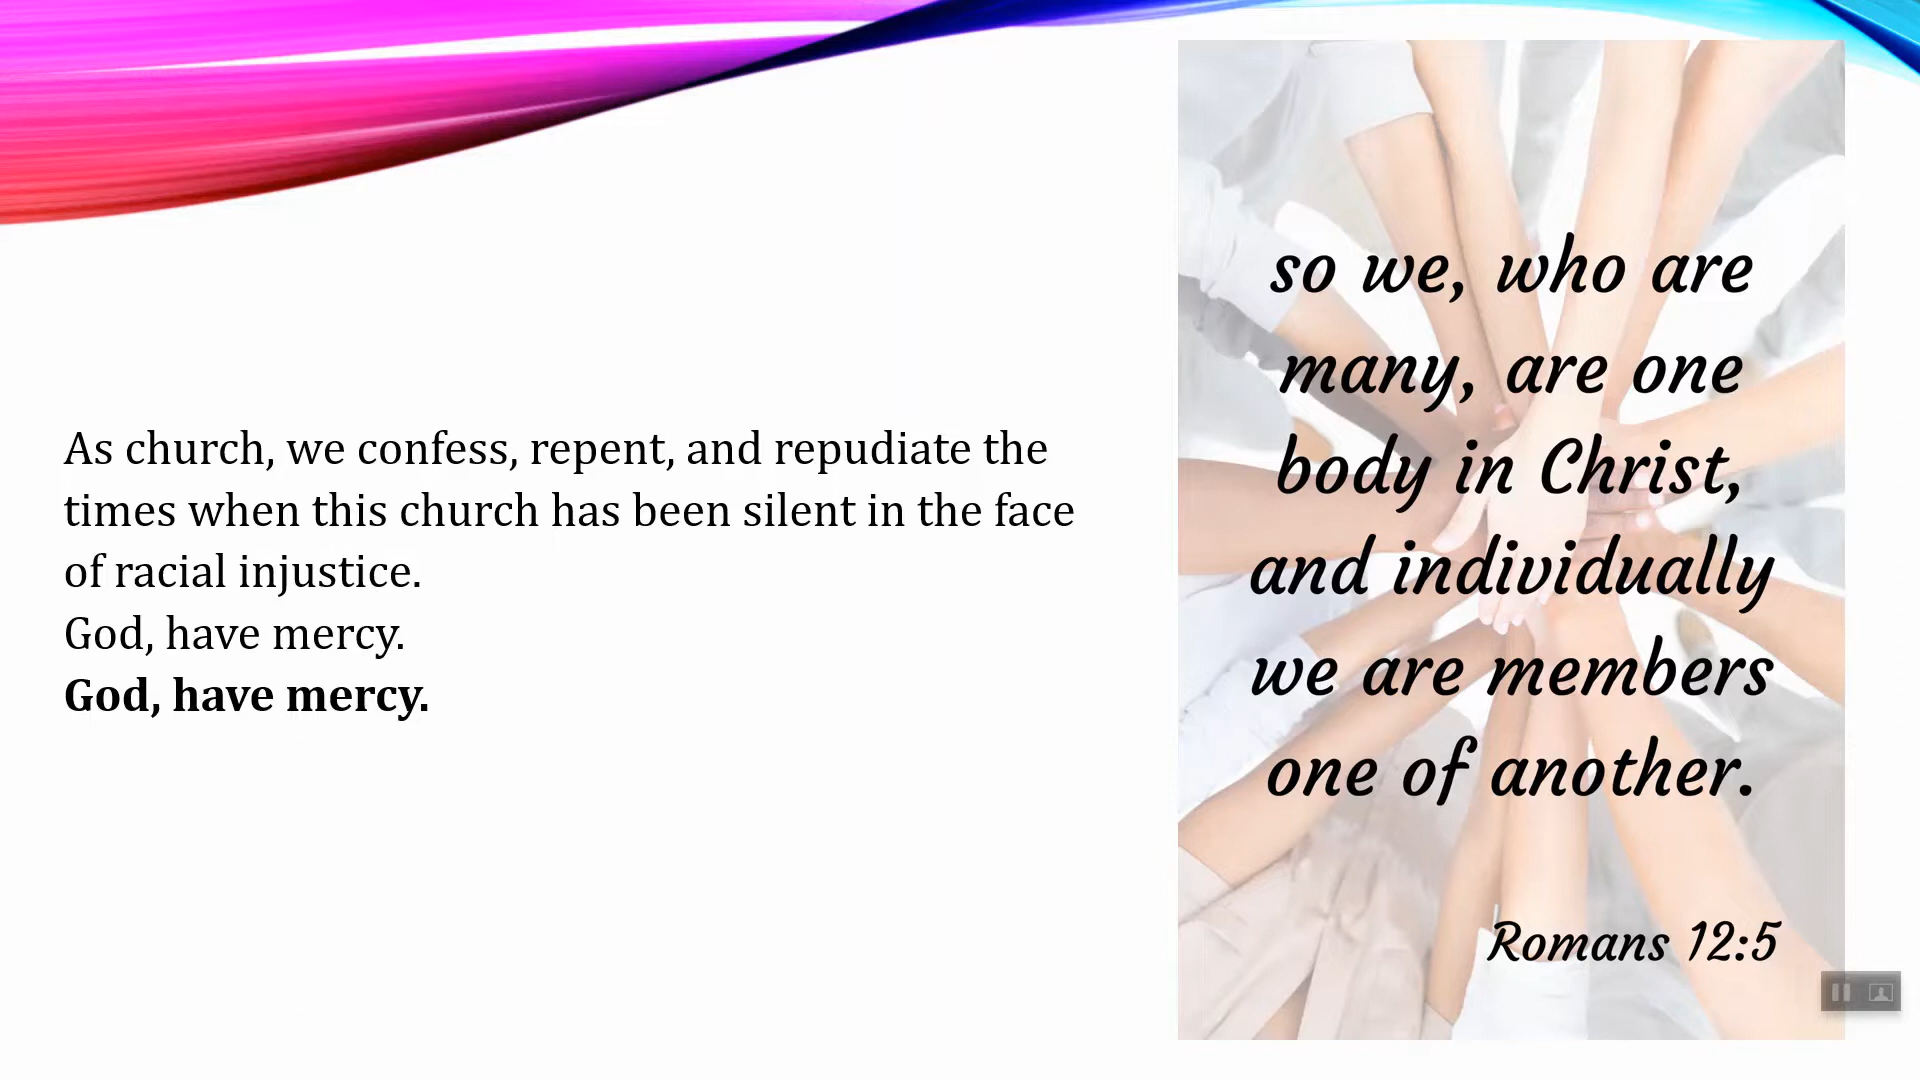 As church, we confess, repent, and repudiate the
times when this church has been silent in the face
of racial injustice.
God, have mercy.
God, have mercy.
so we, who are
many, are one
body in Christ,
and individually
we are members
one of another.
Romans 12:5